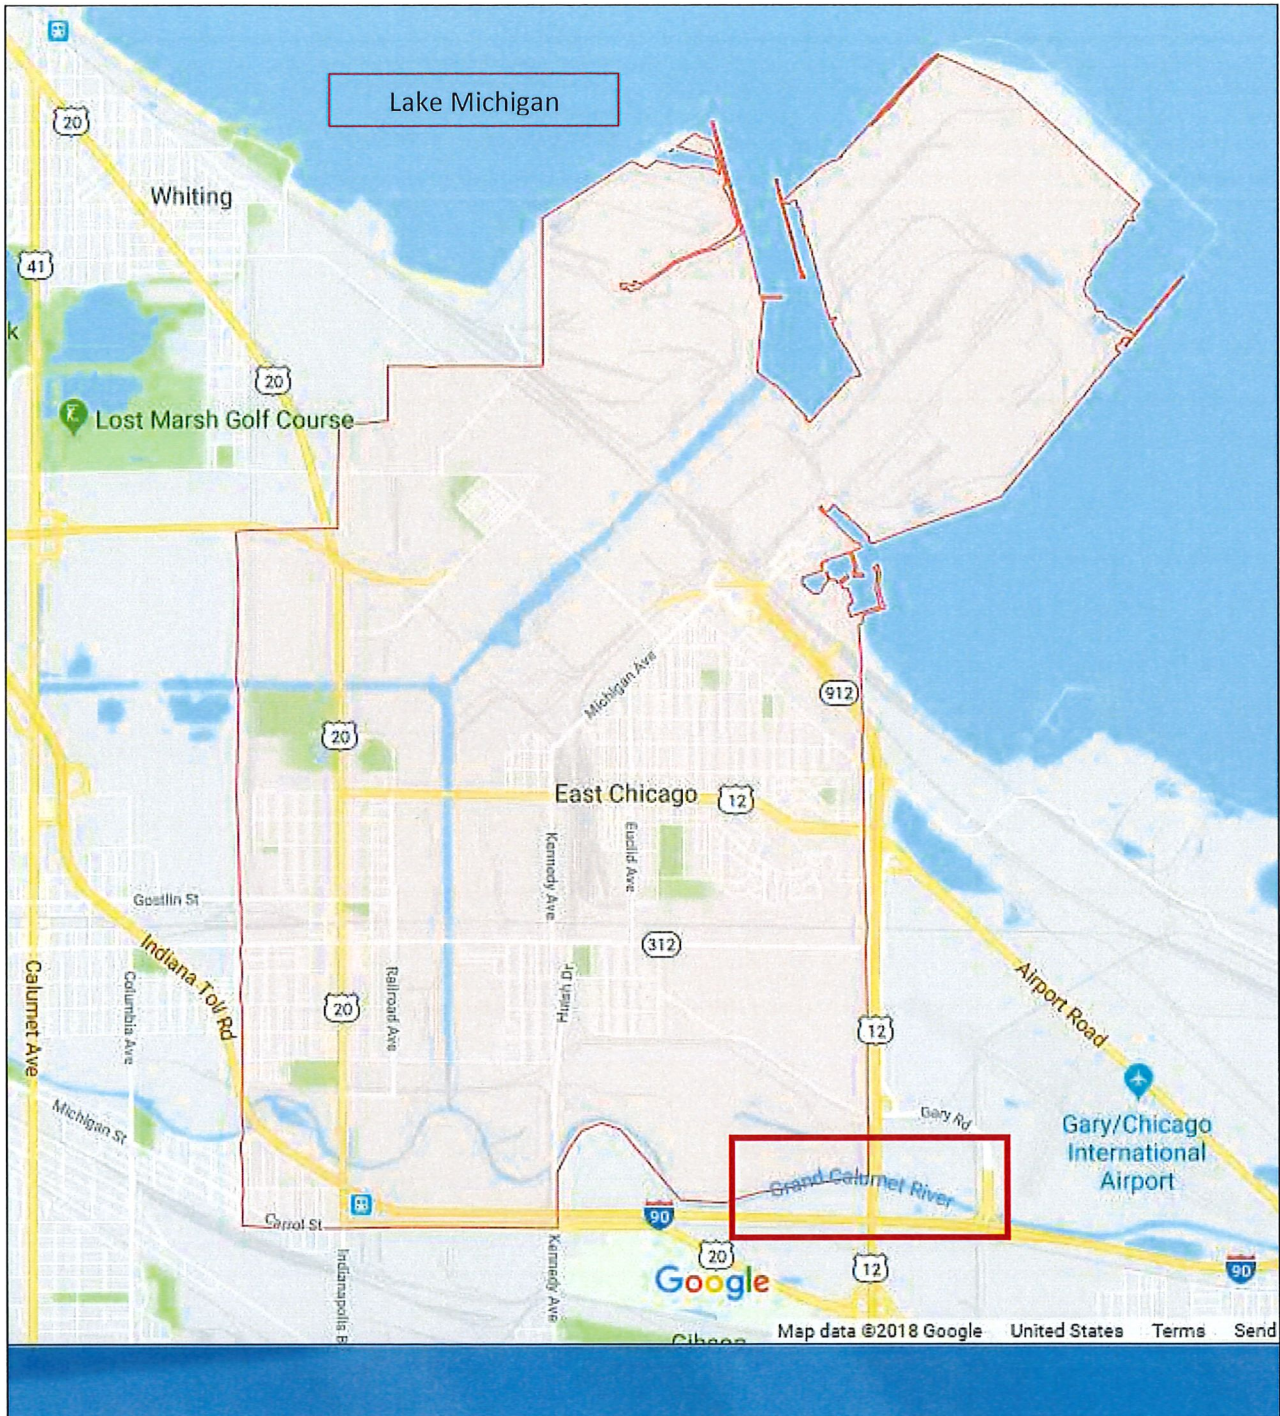 Lake Michigan
20
Whiting
41
k
20
Lost Marsh Golf Course
Michigan Ave
912
20
East Chicago
12
Kennedy Ave
Euclid Ave
Gostlin St
312
Indiana Toll Rd
Calumet Ave
Columbia Ave
Railroad Ave
Huish Dr
20
Airport Road
12
Michigan St
Gary Rd
Gary/Chicago
International
Airport
Grand Calumet River
Carrol St
90
Indianapolis B
Kennedy Ave
20
12
90
Google
Map data ©2018 Google
United States
Terms
Send